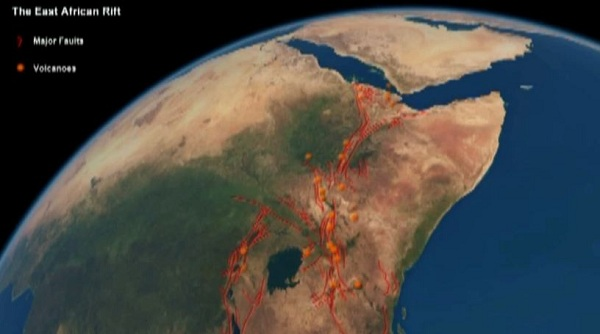 The East African Rift
Major Faults
Volcanoes